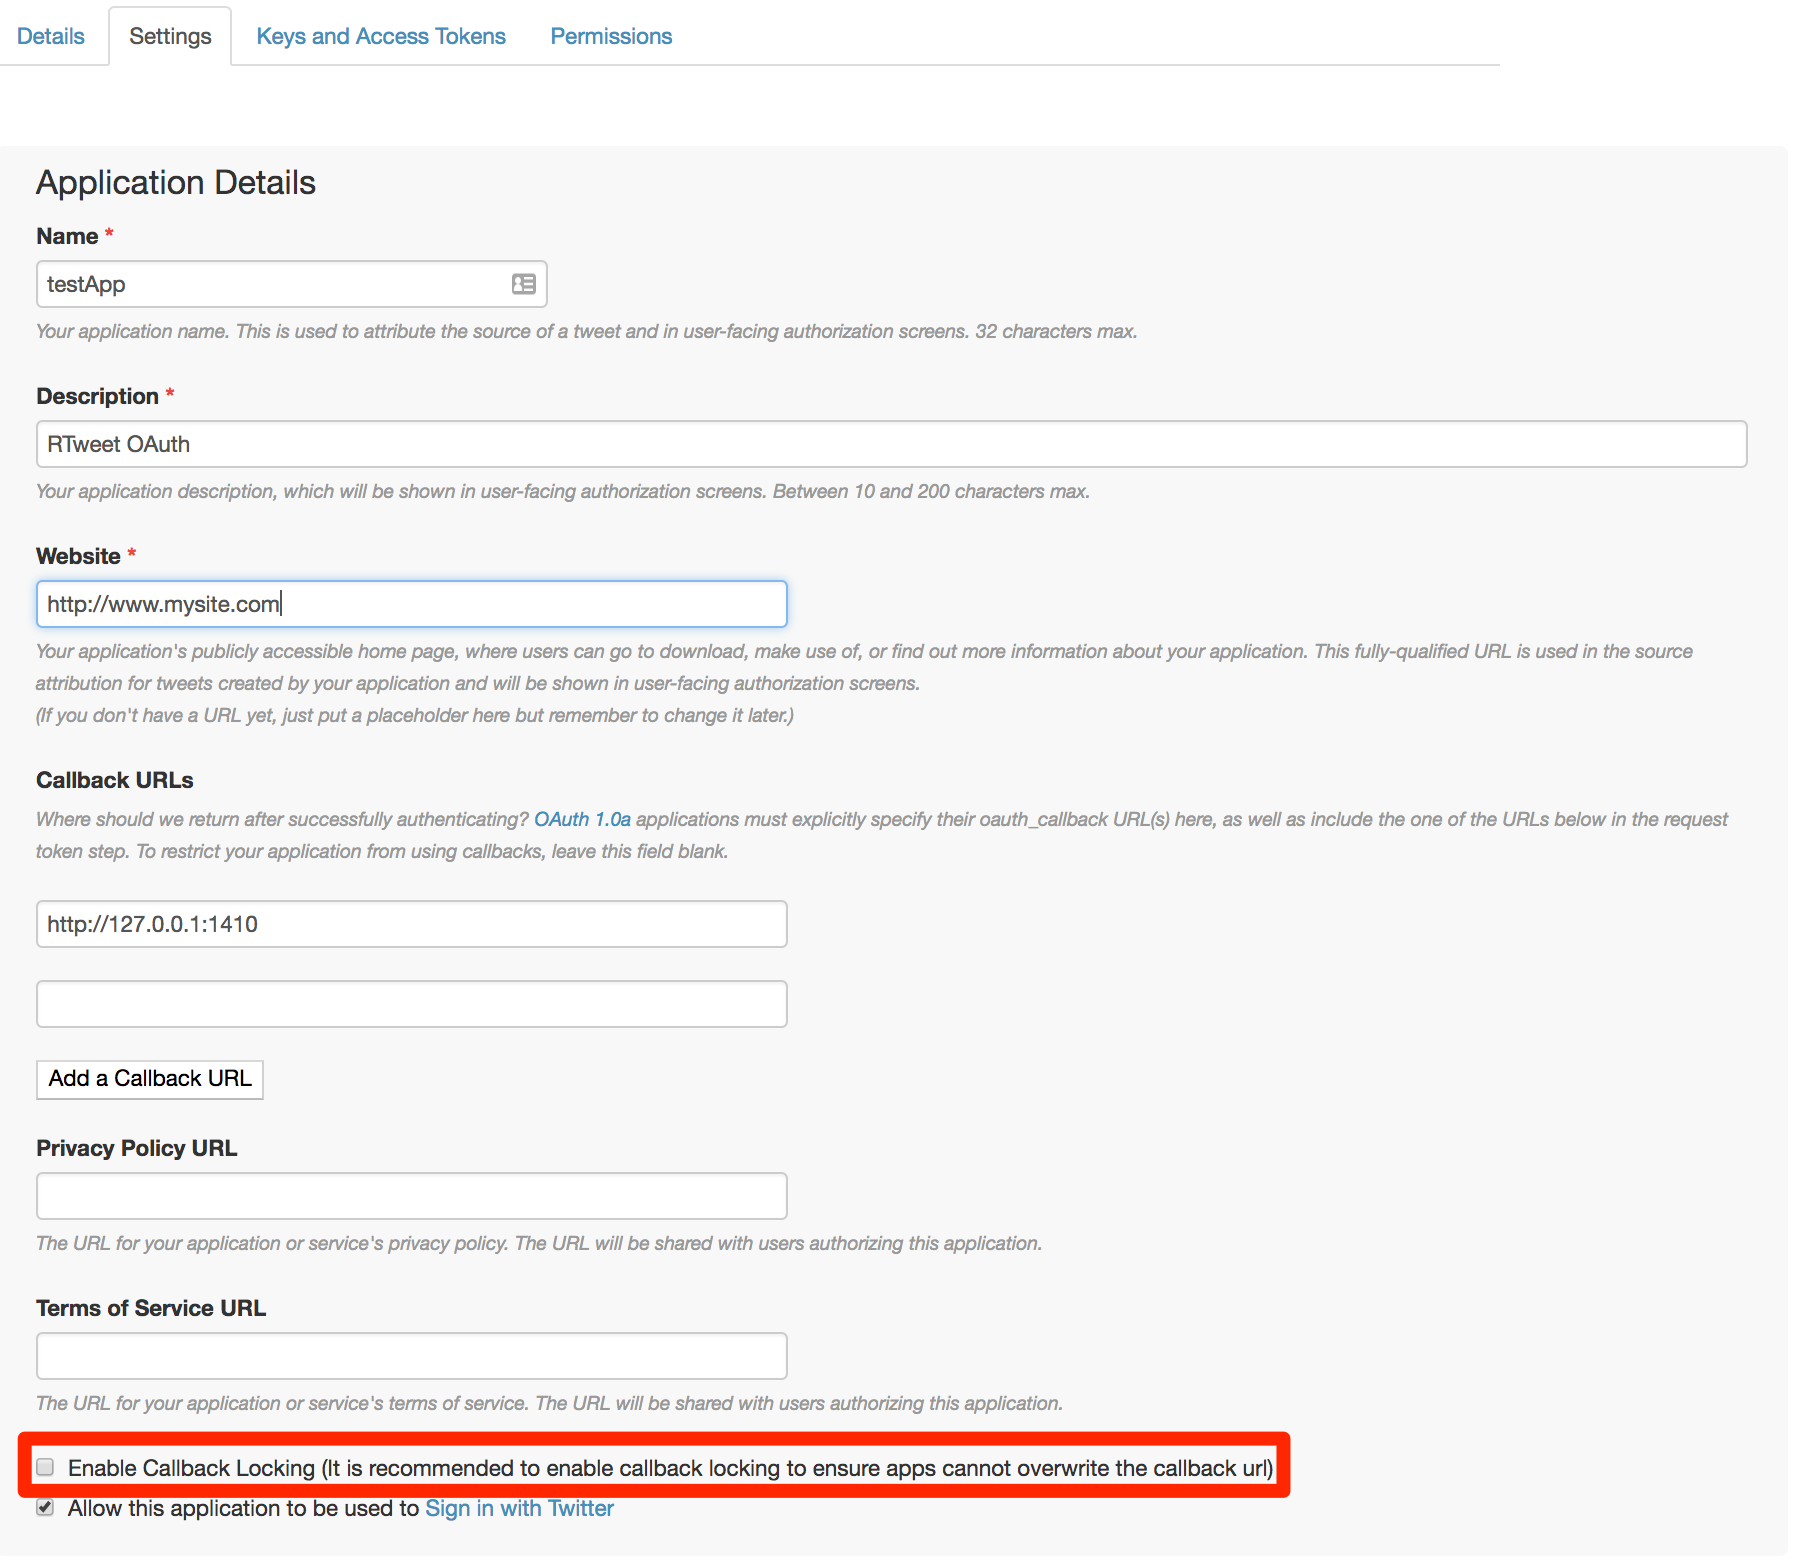 Details Settings Keys and Access Tokens Permissions
Application Details
Name *
testApp
Your application name. This is used to attribute the source of a tweet and in user-facing authorization screens. 32 characters max.
Description *
RTweet OAuth
Your application description, which will be shown in user-facing authorization screens. Between 10 and 200 characters max.
Website *
http://www.mysite.com
Your application's publicly accessible home page, where users can go to download, make use of, or find out more information about your application. This fully-qualified URL is used in the source
attribution for tweets created by your application and will be shown in user-facing authorization screens.
(If you don't have a URL yet, just put a placeholder here but remember to change it later.)
Callback URLs
Where should we return after successfully authenticating? OAuth 1.0a applications must explicitly specify their oauth_callback URL(s) here, as well as include the one of the URLs below in the request
token step. To restrict your application from using callbacks, leave this field blank.
http://127.0.0.1:1410
Add a Callback URL
Privacy Policy URL
The URL for your application or service's privacy policy. The URL will be shared with users authorizing this application.
Terms of Service URL
The URL for your application or service's terms of service. The URL will be shared with users authorizing this application.
Enable Callback Locking (It is recommended to enable callback locking to ensure apps cannot overwrite the callback url)
Allow this application to be used to Sign in with Twitter